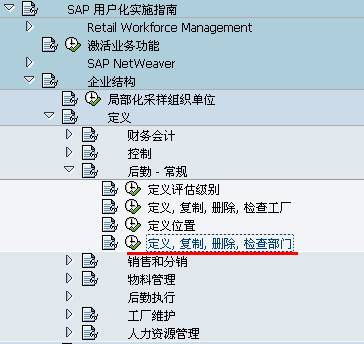 SAP 用户化实施指南
Retail Workforce Management
激活业务功能
SAP NetWeaver
企业结构
局部化采样组织单位
定义
财务会计
控制
后勤 - 常规
定义评估级别
定义, 复制, 删除, 检查工厂
定义位置
定义, 复制, 删除, 检查部门
销售和分销
物料管理
后勤执行
工厂维护
人力资源管理